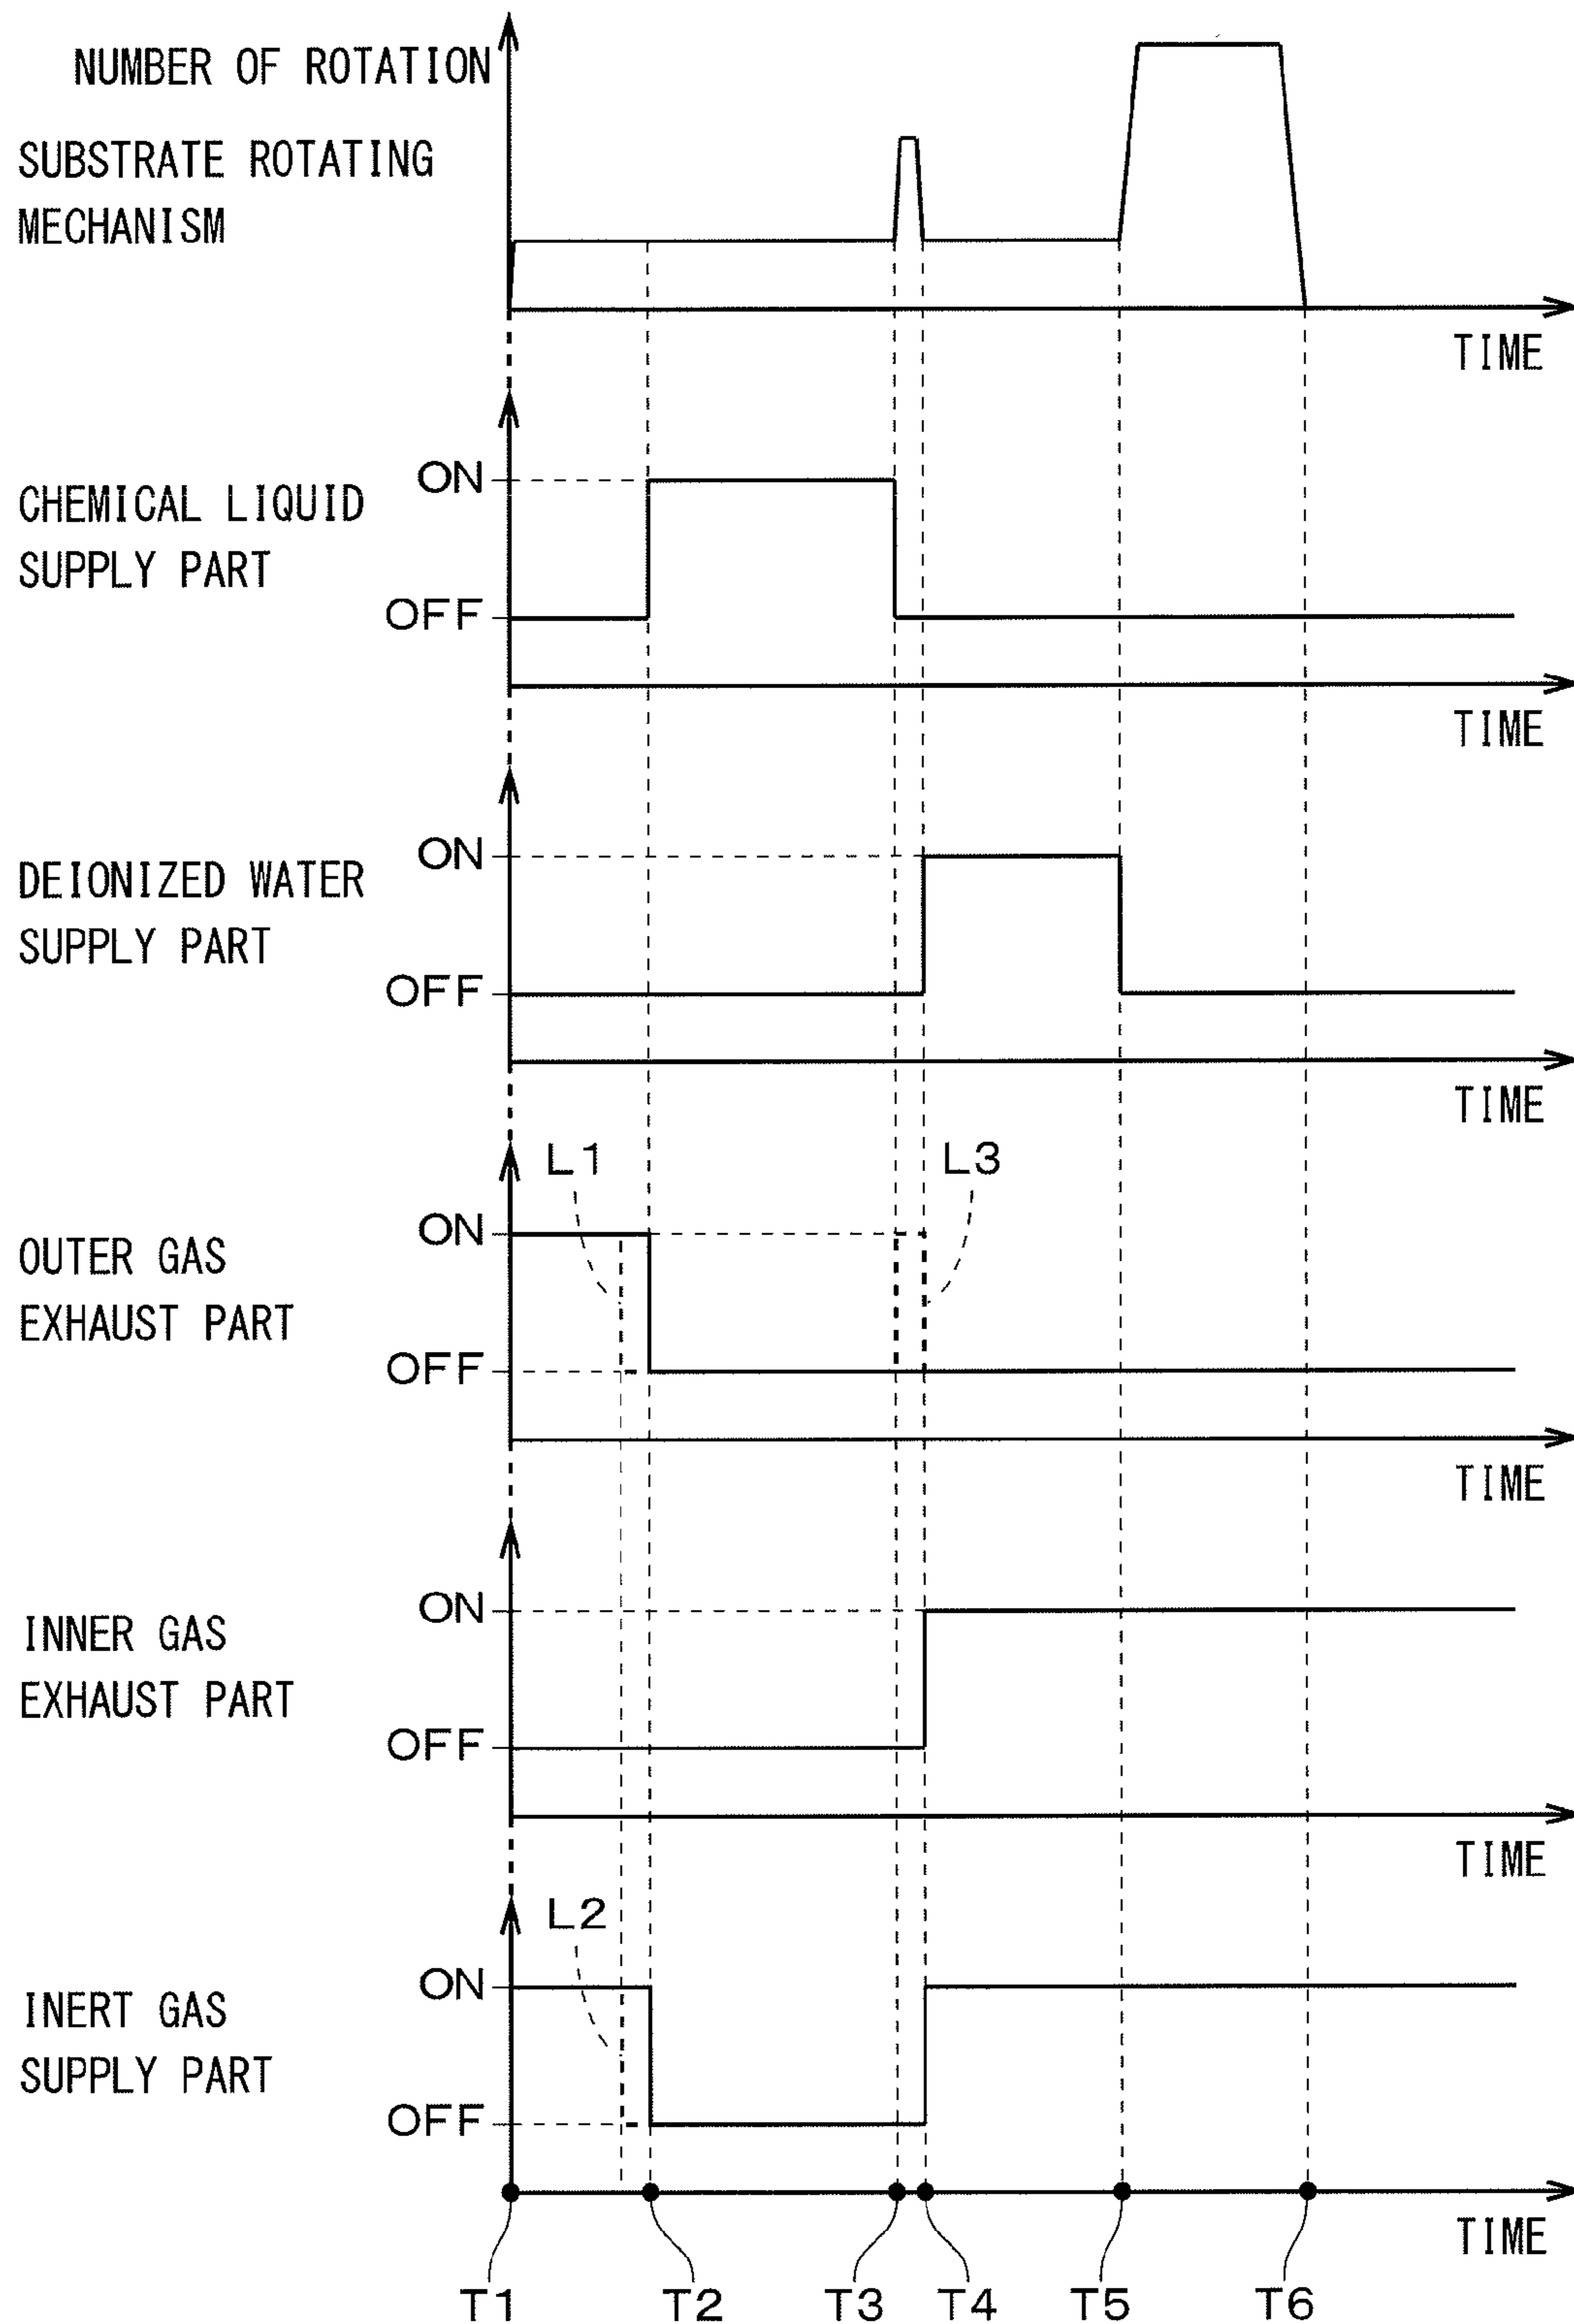 NUMBER OF ROTATION
SUBSTRATE ROTATING
MECHANISM
TIME
CHEMICAL LIQUID
SUPPLY PART
ON
OFF
TIME
DEIONIZED WATER
SUPPLY PART
ON
OFF
TIME
OUTER GAS
EXHAUST PART
L1
L3
ON
OFF
TIME
INNER GAS
EXHAUST PART
ON
OFF
TIME
INERT GAS
SUPPLY PART
L2
ON
OFF
TIME
T1 T2 T3 T4 T5 T6